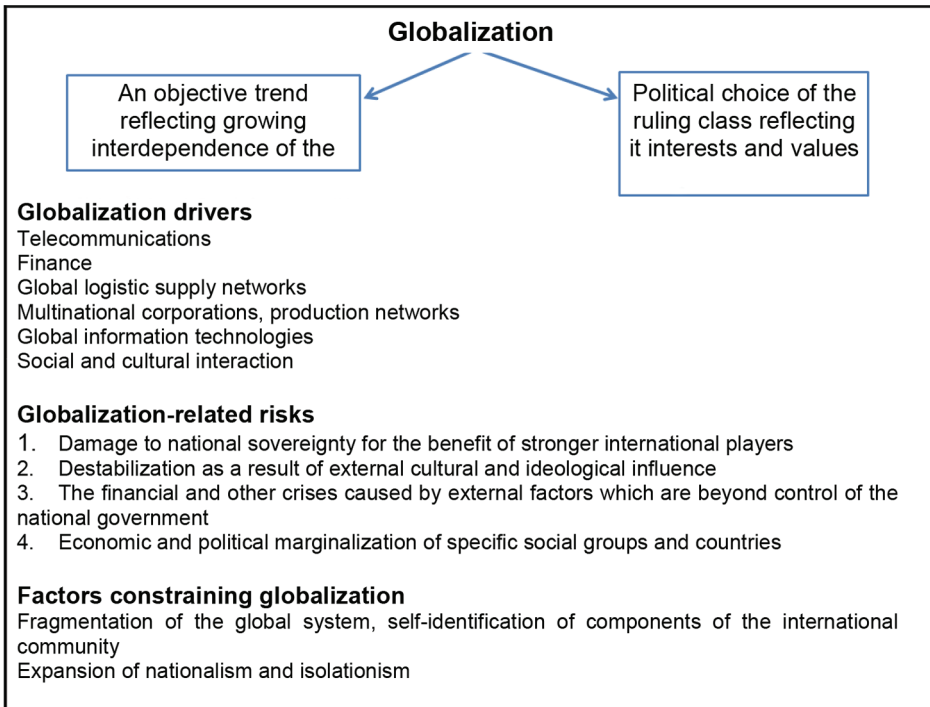 Globalization
An objective trend
reflecting growing
interdependence of the
Political choice of the
ruling class reflecting
it interests and values
Globalization drivers
Telecommunications
Finance
Global logistic supply networks
Multinational corporations, production networks
Global information technologies
Social and cultural interaction
Globalization-related risks
1. Damage to national sovereignty for the benefit of stronger international players
2. Destabilization as a result of external cultural and ideological influence
3. The financial and other crises caused by external factors which are beyond control of the
national government
4. Economic and political marginalization of specific social groups and countries
Factors constraining globalization
Fragmentation of the global system, self-identification of components of the international
community
Expansion of nationalism and isolationism